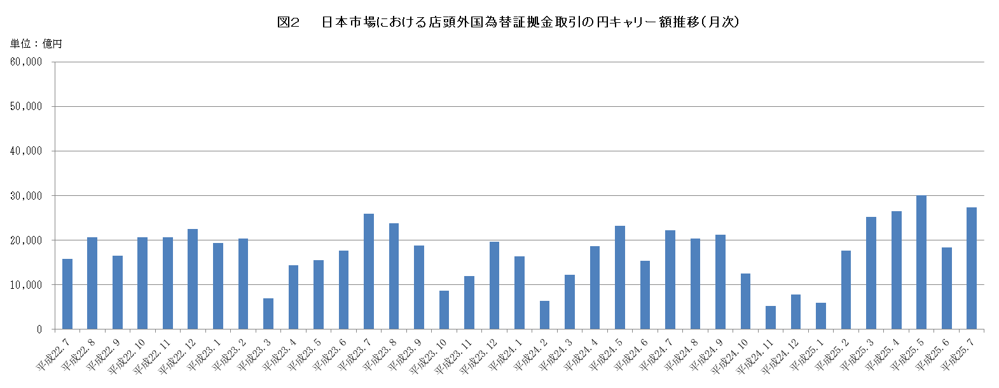 図2　日本市場における店頭外国為替証拠金取引の円キャリー額推移(月次)
単位：億円
60,000
50,000
40,000
30,000
20,000
10,000
0
平成22.7
平成22.8
平成22.9
平成22.10
平成22.11
平成22.12
平成23.1
平成23.2
平成23.3
平成23.4
平成23.5
平成23.6
平成23.7
平成23.8
平成23.9
平成23.10
平成23.11
平成23.12
平成24.1
平成24.2
平成24.3
平成24.4
平成24.5
平成24.6
平成24.7
平成24.8
平成24.9
平成24.10
平成24.11
平成24.12
平成25.1
平成25.2
平成25.3
平成25.4
平成25.5
平成25.6
平成25.7